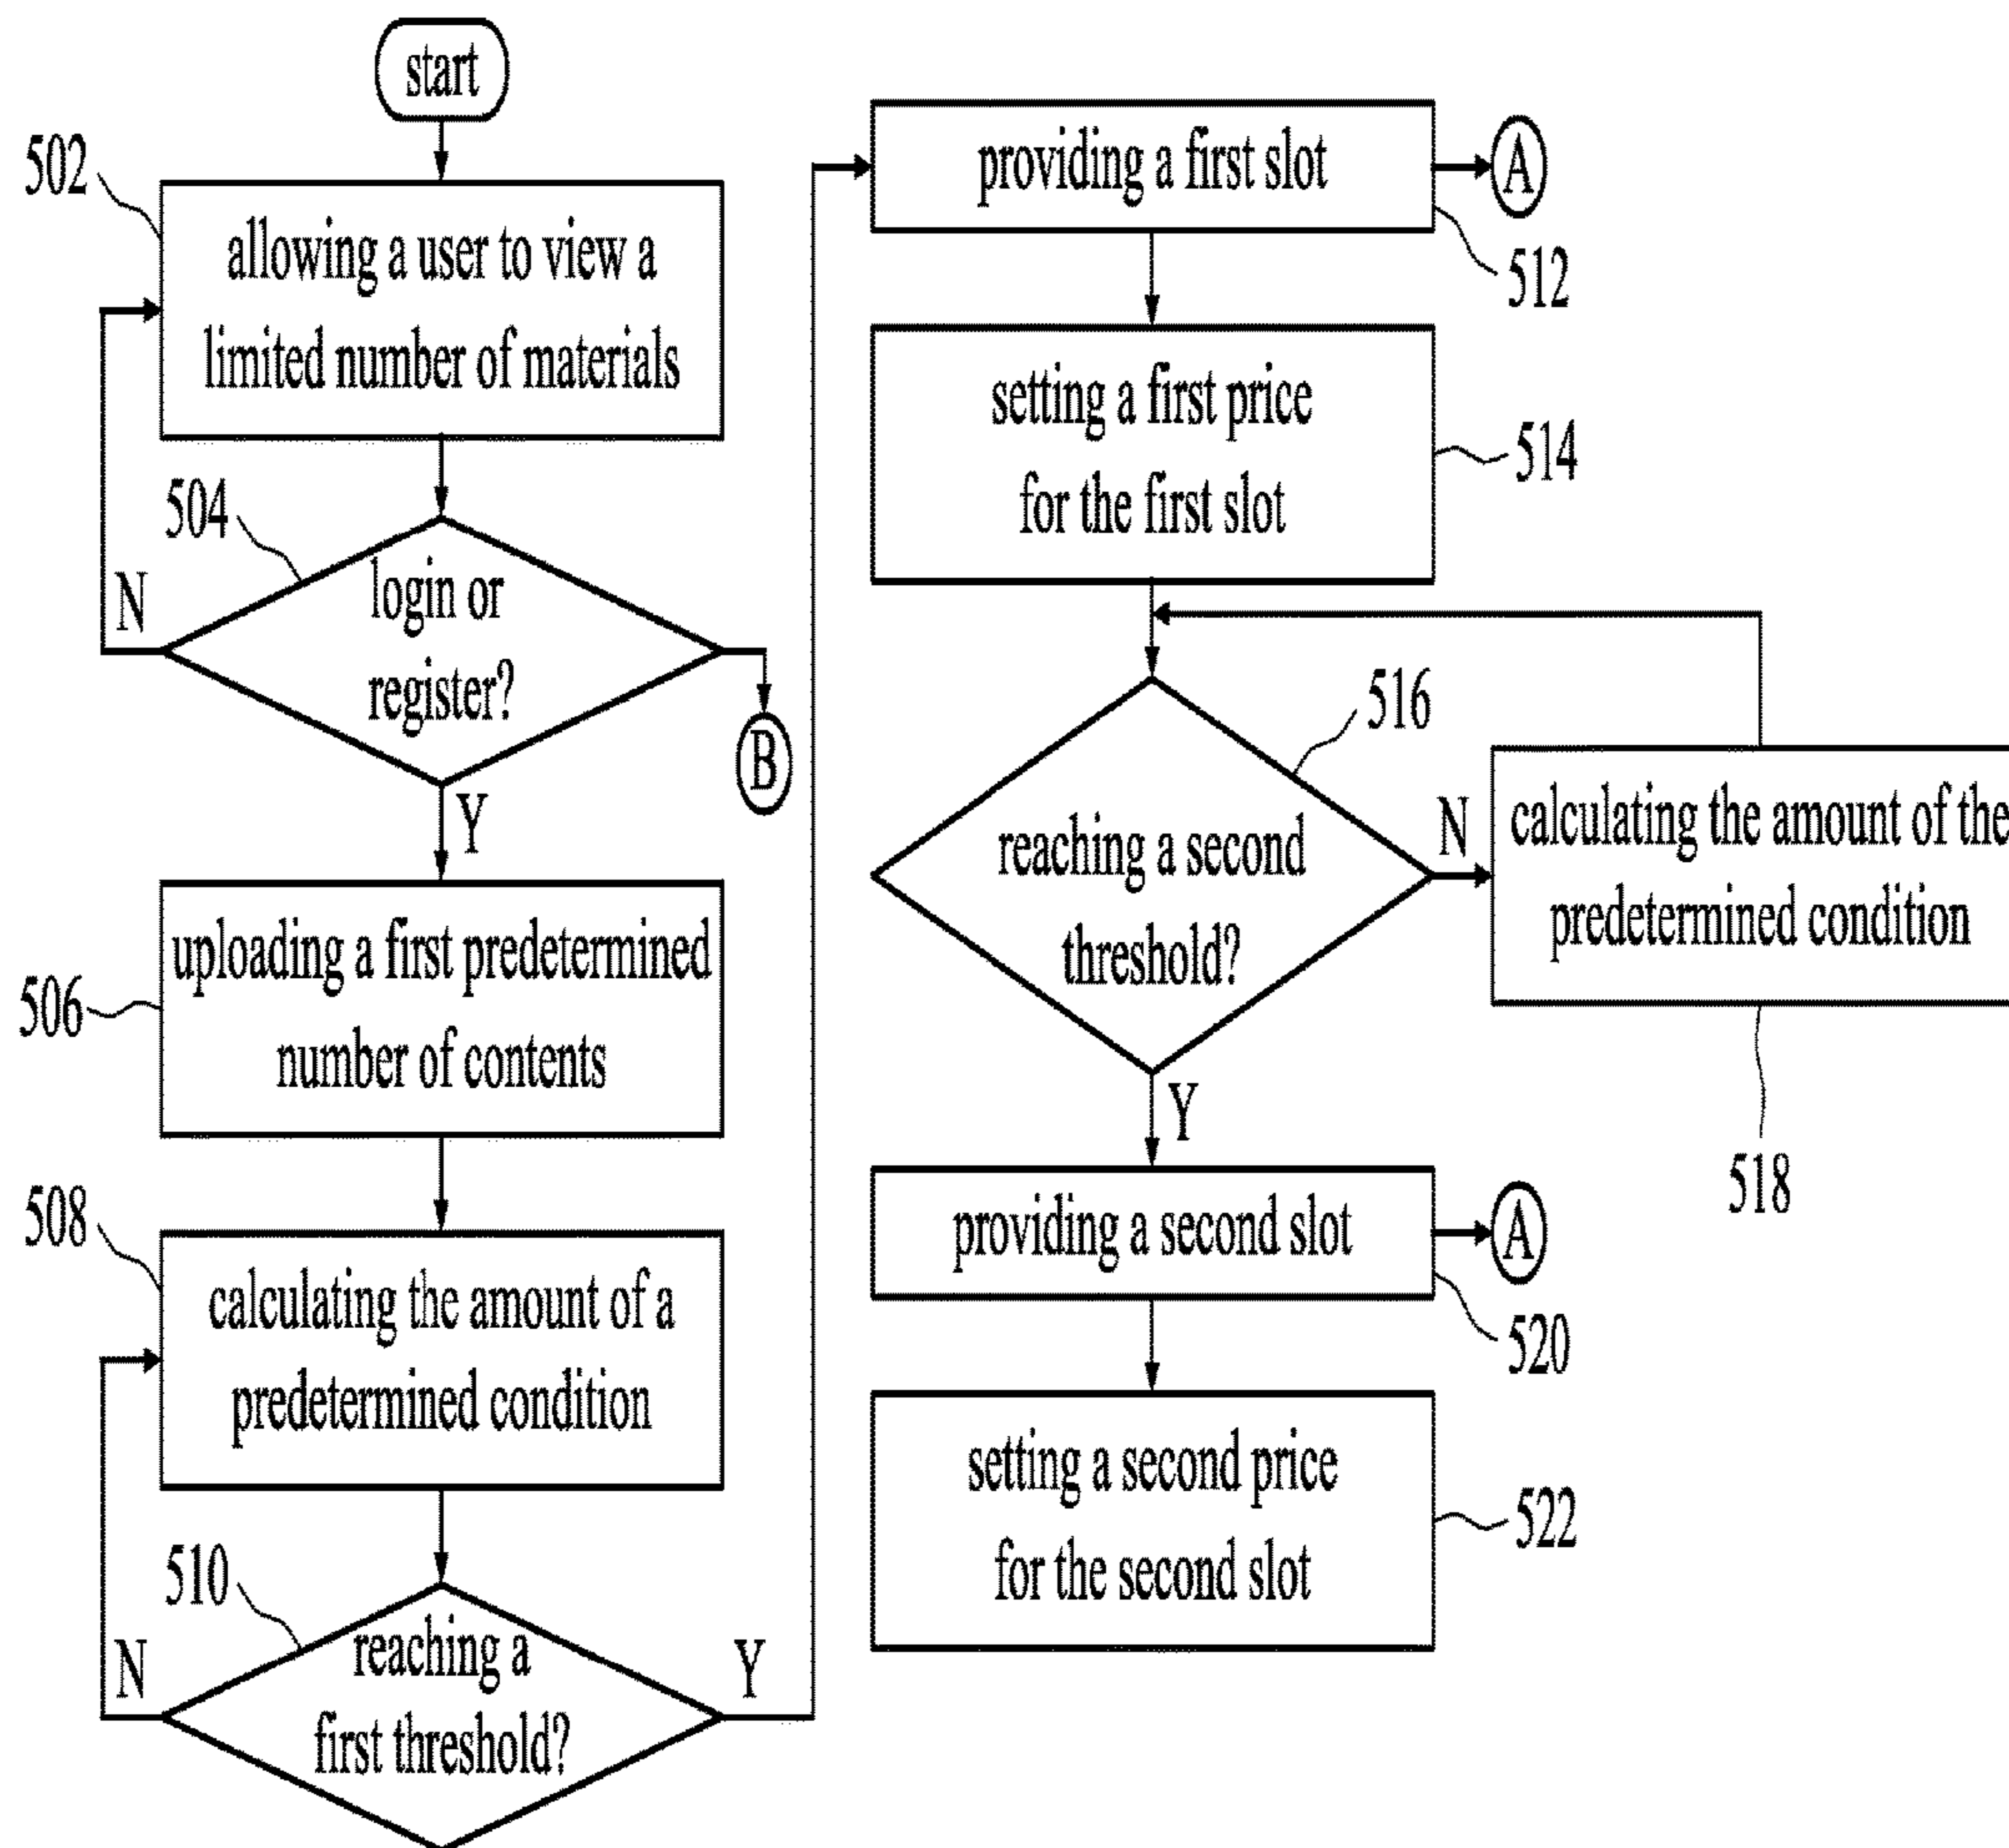 start
502
allowing a user to view a
limited number of materials
504
login or
register?
N
B
Y
506
uploading a first predetermined
number of contents
508
calculating the amount of a
predetermined condition
510
reaching a
first threshold?
N
Y
providing a first slot
A
512
setting a first price
for the first slot
514
516
reaching a second
threshold?
N
calculating the amount of the
predetermined condition
518
Y
providing a second slot
A
520
setting a second price
for the second slot
522